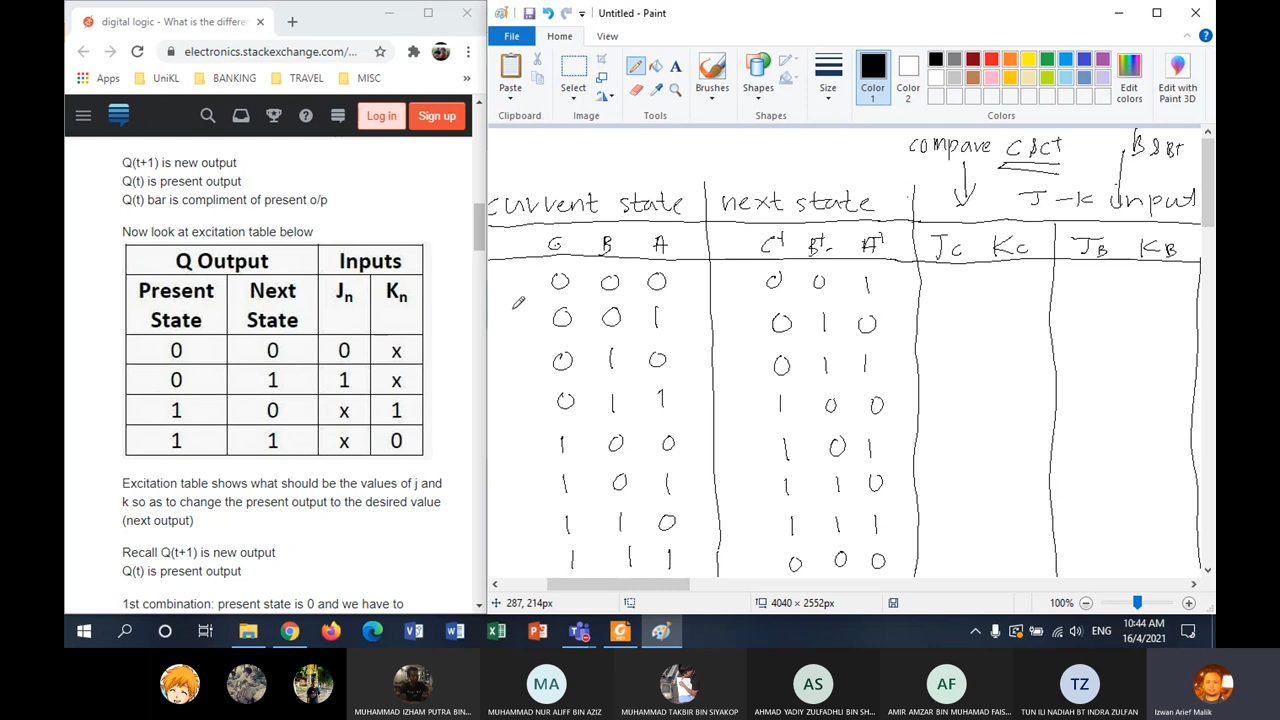 digital logic - What is the differe
electronics.stackexchange.com/...
Apps UniKL BANKING TRAVEL MISC »
Log in Sign up
Q(t+1) is new output
Q(t) is present output
Q(t) bar is compliment of present o/p
Now look at excitation table below
Q Output Inputs
Present State Next State Jn Kn
0 0 0 x
0 1 1 x
1 0 x 1
1 1 x 0
Excitation table shows what should be the values of j and
k so as to change the present output to the desired value
(next output)
Recall Q(t+1) is new output
Q(t) is present output
1st combination: present state is 0 and we have to
Untitled - Paint
File Home View
Paste Select Brushes Shapes Size Color 1 Color 2 Edit colors Edit with Paint 3D
Clipboard Image Tools Shapes Colors
compare C & C+ B & B+
current state next state J-K input
C B A C+ B+ A+ JC KC JB KB
0 0 0 0 0 1
0 0 1 0 1 0
0 1 0 0 1 1
0 1 1 1 0 0
1 0 0 1 0 1
1 0 1 1 1 0
1 1 0 1 1 1
1 1 1 0 0 0
287, 214px 4040 × 2552px 100%
ENG 10:44 AM
16/4/2021
MA AS AF TZ
MUHAMMAD IZHAM PUTRA BIN... MUHAMMAD NUR ALIFF BIN AZIZ MUHAMMAD TAKBIR BIN SIYAKOP AHMAD YADIY ZULFADHLI BIN SH... AMIR AMZAR BIN MUHAMAD FAIS... TUN ILI NADIAH BT INDRA ZULFAN Izwan Arief Malik